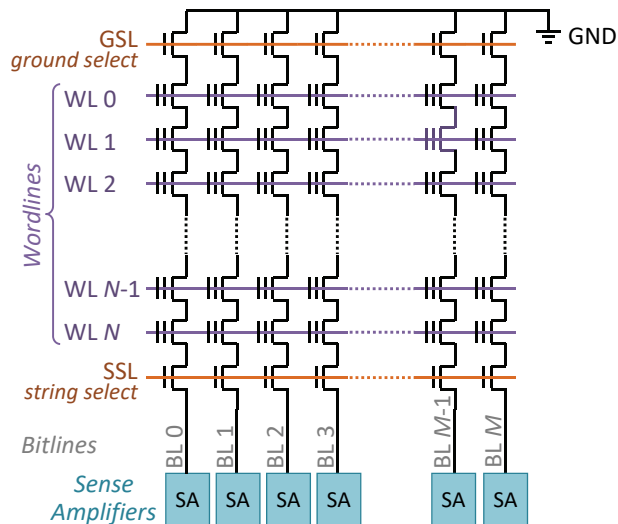 GSL
ground select
GND
WL 0
WL 1
WL 2
Wordlines
WL N-1
WL N
SSL
string select
Bitlines
BL 0 BL 1 BL 2 BL 3 BL M-1 BL M
Sense
Amplifiers
SA SA SA SA SA SA